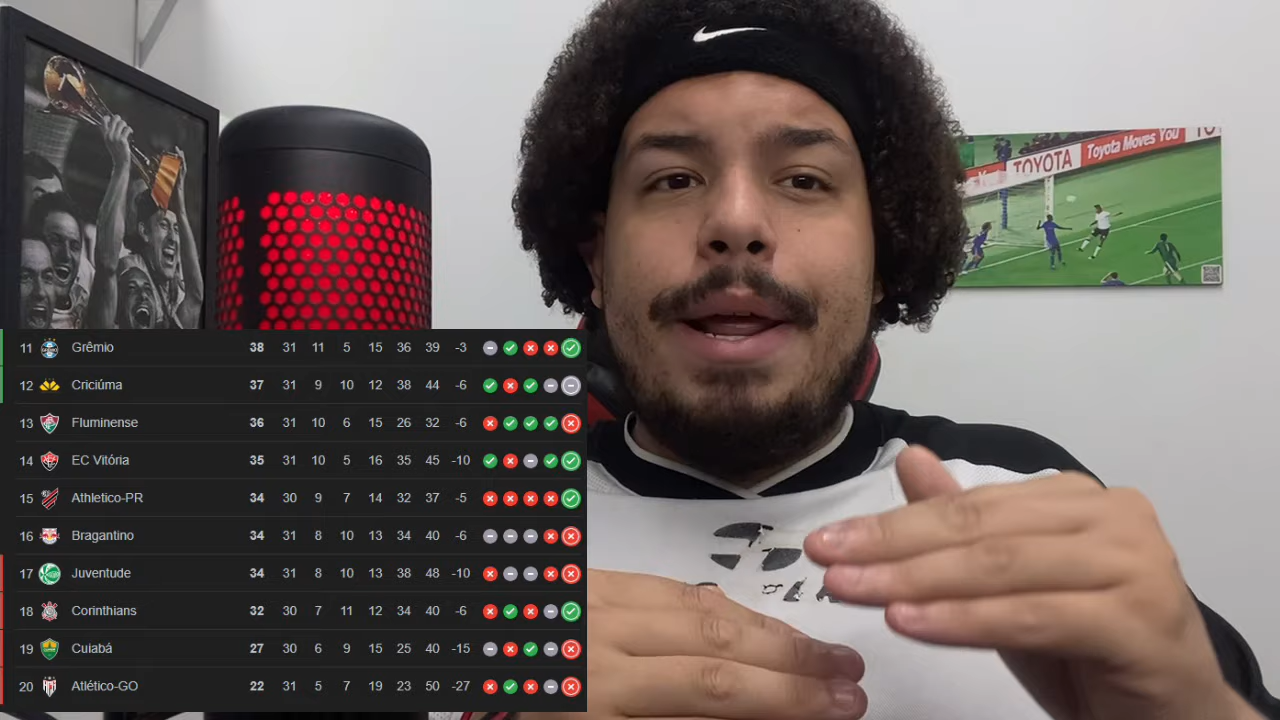 TOYOTA
Toyota Moves You
TO
11 Grêmio 38 31 11 5 15 36 39 -3
12 Criciúma 37 31 9 10 12 38 44 -6
13 Fluminense 36 31 10 6 15 26 32 -6
14 EC Vitória 35 31 10 5 16 35 45 -10
15 Athletico-PR 34 30 9 7 14 32 37 -5
16 Bragantino 34 31 8 10 13 34 40 -6
17 Juventude 34 31 8 10 13 38 48 -10
18 Corinthians 32 30 7 11 12 34 40 -6
19 Cuiabá 27 30 6 9 15 25 40 -15
20 Atlético-GO 22 31 5 7 19 23 50 -27